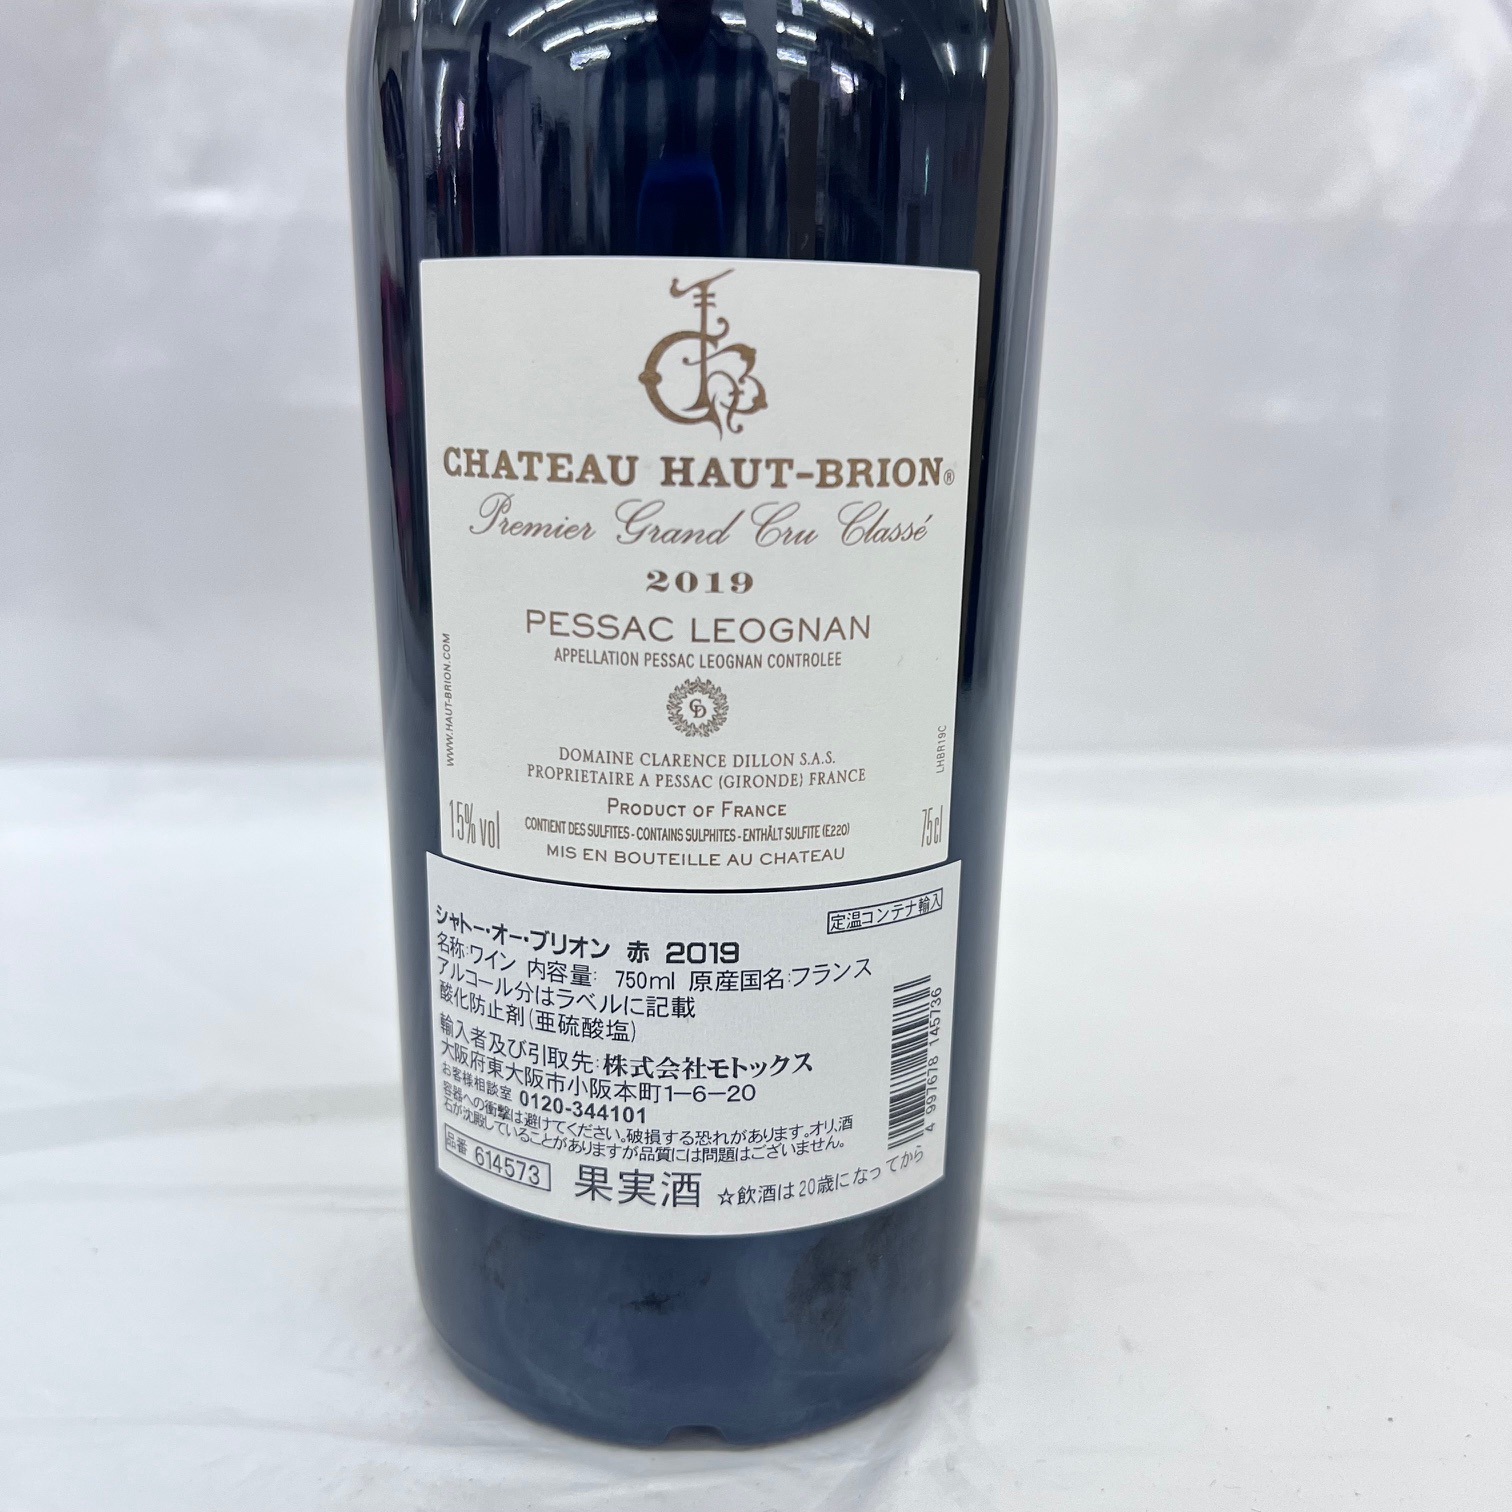 CHATEAU HAUT-BRION®
Premier Grand Cru Classé
2019
PESSAC LEOGNAN
APPELLATION PESSAC LEOGNAN CONTROLEE
WWW.HAUT-BRION.COM
CD
LHBR19C
DOMAINE CLARENCE DILLON S.A.S.
PROPRIETAIRE A PESSAC (GIRONDE) FRANCE
PRODUCT OF FRANCE
15% vol
CONTIENT DES SULFITES - CONTAINS SULPHITES - ENTHÄLT SULFITE (E220)
75 cl
MIS EN BOUTEILLE AU CHATEAU
定温コンテナ輸入
シャトー・オー・ブリオン 赤 2019
名称:ワイン 内容量: 750ml 原産国名:フランス
アルコール分はラベルに記載
酸化防止剤(亜硫酸塩)
輸入者及び引取先:株式会社モトックス
大阪府東大阪市小阪本町1-6-20
お客様相談室 0120-344101
容器への衝撃は避けてください。破損する恐れがあります。オリ、酒
石が沈殿していることがありますが品質には問題はございません。
品番 614573
果実酒 ☆飲酒は20歳になってから
4 997678 145736